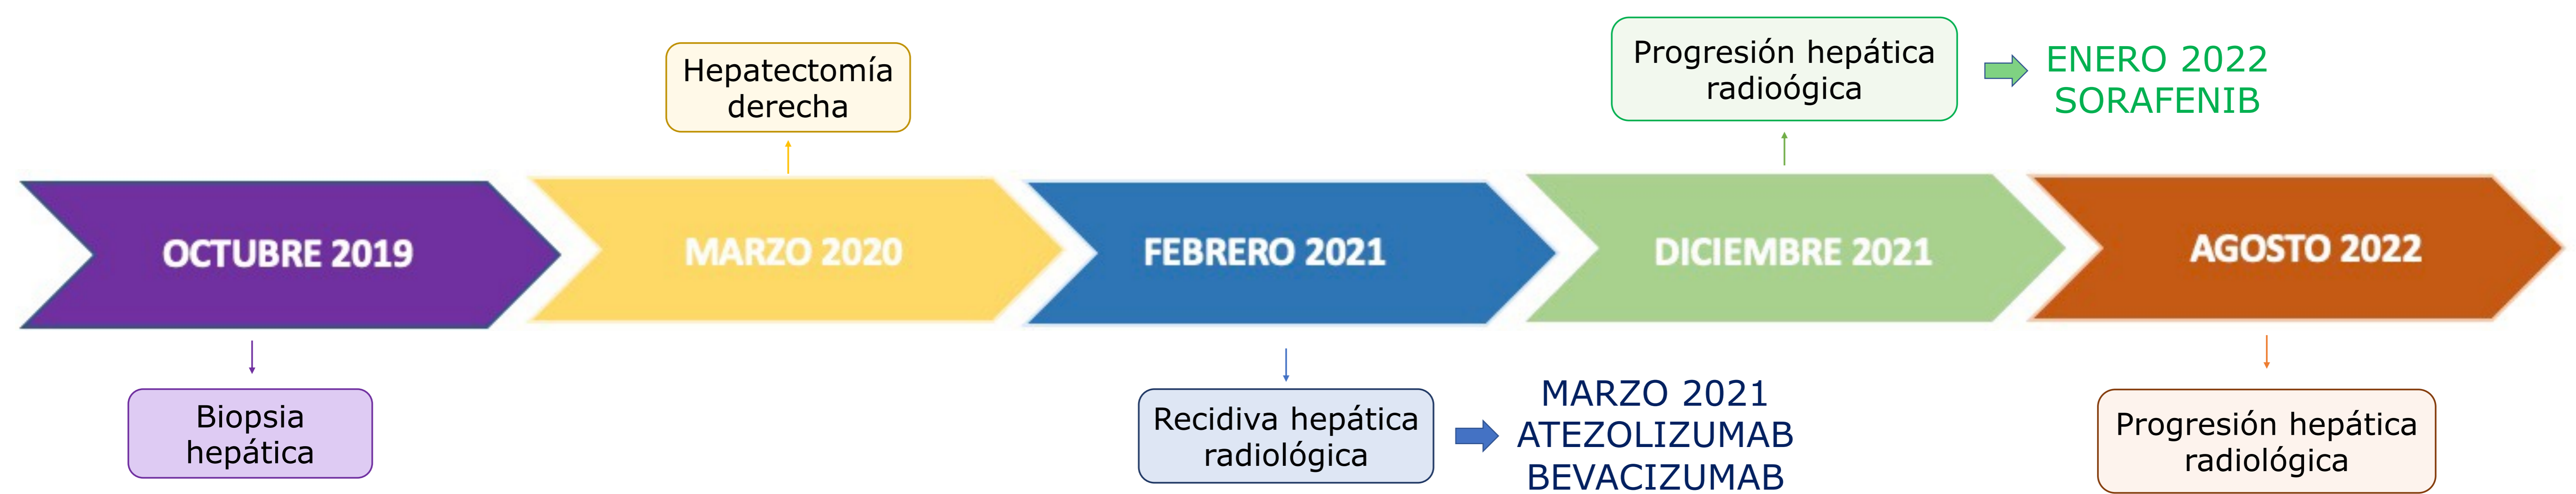 Hepatectomía
derecha
Progresión hepática
radioógica
ENERO 2022
SORAFENIB
OCTUBRE 2019
MARZO 2020
FEBRERO 2021
DICIEMBRE 2021
AGOSTO 2022
Biopsia
hepática
Recidiva hepática
radiológica
MARZO 2021
ATEZOLIZUMAB
BEVACIZUMAB
Progresión hepática
radiológica